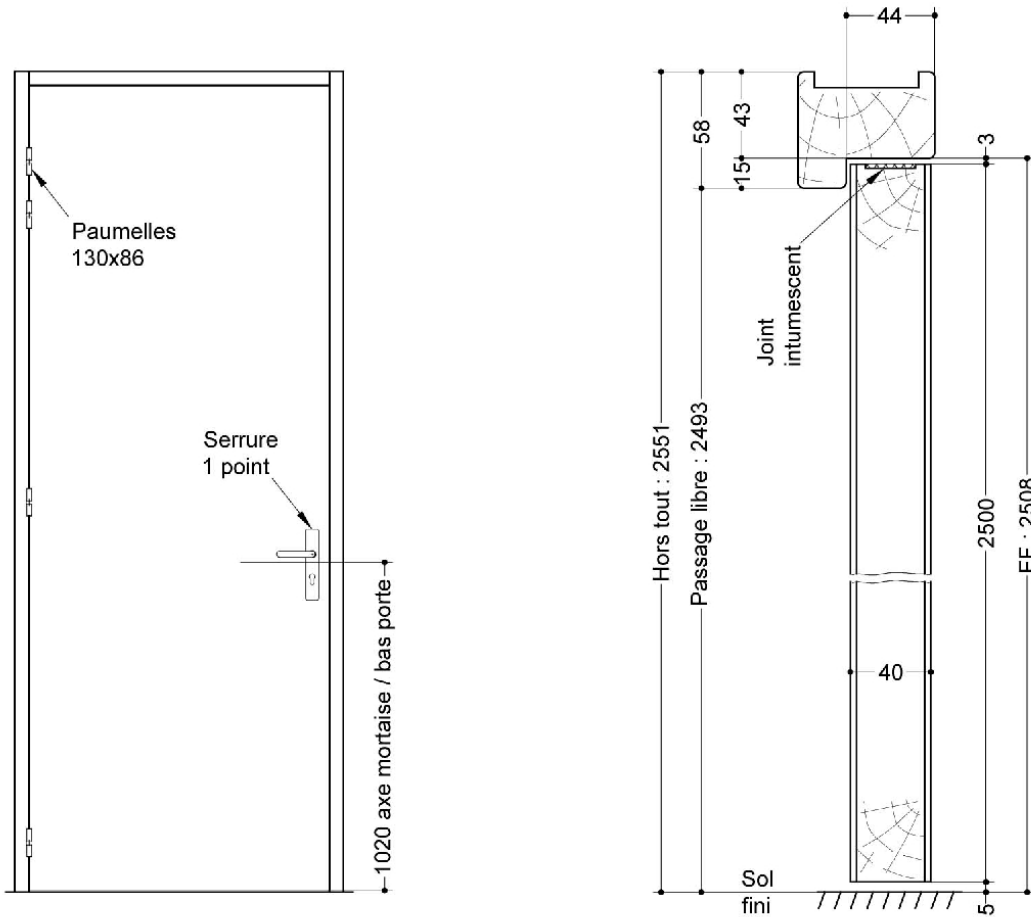 Paumelles
130x86
Serrure
1 point
1020 axe mortaise / bas porte
44
58
43
15
3
Joint
intumescent
Hors tout : 2551
Passage libre : 2493
2500
FF : 2508
40
Sol
fini
5